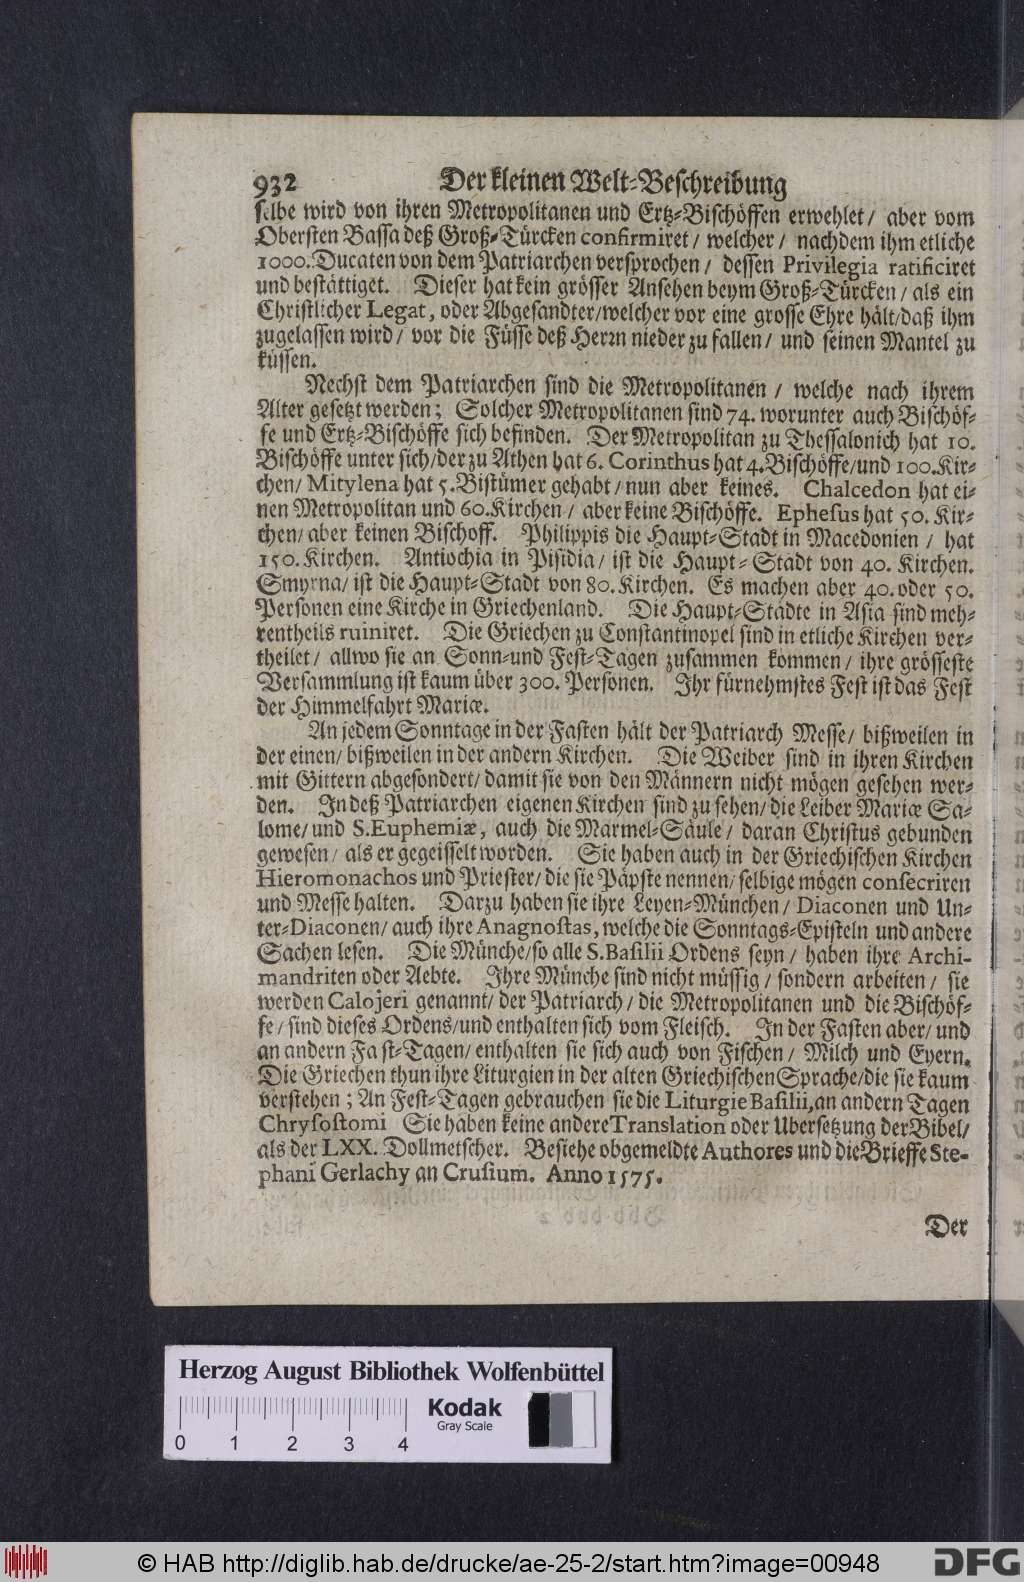 932 Der kleinen Welt-Beschreibung
selbe wird von ihren Metropolitanen und Ertz-Bischöffen erwehlet / aber vom
Obersten Bassa deß Groß-Türcken confirmiret / welcher / nachdem ihm etliche
1000. Ducaten von dem Patriarchen versprochen / dessen Privilegia ratificiret
und bestättiget. Dieser hat kein grösser Ansehen beym Groß-Türcken / als ein
Christlicher Legat, oder Abgesandter/welcher vor eine grosse Ehre hält/daß ihm
zugelassen wird / vor die Füsse deß Herrn nieder zu fallen / und seinen Mantel zu
küssen.
Nechst dem Patriarchen sind die Metropolitanen / welche nach ihrem
Alter gesetzt werden; Solcher Metropolitanen sind 74. worunter auch Bischöf-
fe und Ertz-Bischöffe sich befinden. Der Metropolitan zu Thessalonich hat 10.
Bischöffe unter sich/der zu Athen hat 6. Corinthus hat 4. Bischöffe/und 100. Kir-
chen/ Mitylena hat 5. Bistümer gehabt / nun aber keines. Chalcedon hat ei-
nen Metropolitan und 60. Kirchen / aber keine Bischöffe. Ephesus hat 50. Kir-
chen/ aber keinen Bischoff. Philippis die Haupt-Stadt in Macedonien / hat
150. Kirchen. Antiochia in Pisidia / ist die Haupt-Stadt von 40. Kirchen.
Smyrna/ ist die Haupt-Stadt von 80. Kirchen. Es machen aber 40. oder 50.
Personen eine Kirche in Griechenland. Die Haupt-Städte in Asia sind meh-
rentheils ruiniret. Die Griechen zu Constantinopel sind in etliche Kirchen ver-
theilet / allwo sie an Sonn-und Fest-Tagen zusammen kommen / ihre grösseste
Versammlung ist kaum über 300. Personen. Ihr fürnehmstes Fest ist das Fest
der Himmelfahrt Mariæ.
An jedem Sonntage in der Fasten hält der Patriarch Messe / bißweilen in
der einen/ bißweilen in der andern Kirchen. Die Weiber sind in ihren Kirchen
mit Gittern abgesondert / damit sie von den Männern nicht mögen gesehen wer-
den. In deß Patriarchen eigenen Kirchen sind zu sehen/ die Leiber Mariæ Sa-
lome/ und S. Euphemiæ, auch die Marmel-Säule / daran Christus gebunden
gewesen / als er gegeisselt worden. Sie haben auch in der Griechischen Kirchen
Hieromonachos und Priester/ die sie Päpste nennen/ selbige mögen consecriren
und Messe halten. Darzu haben sie ihre Leyen-München / Diaconen und Un-
ter-Diaconen/ auch ihre Anagnostas, welche die Sonntags-Episteln und andere
Sachen lesen. Die Münche/so alle S. Basilii Ordens seyn / haben ihre Archi-
mandriten oder Aebte. Ihre Münche sind nicht müssig / sondern arbeiten / sie
werden Calojeri genannt/ der Patriarch / die Metropolitanen und die Bischöf-
fe / sind dieses Ordens/und enthalten sich vom Fleisch. In der Fasten aber/ und
an andern Fast-Tagen/ enthalten sie sich auch von Fischen / Milch und Eyern.
Die Griechen thun ihre Liturgien in der alten Griechischen Sprache/die sie kaum
verstehen ; An Fest-Tagen gebrauchen sie die Liturgie Basilii, an andern Tagen
Chrysostomi Sie haben keine andere Translation oder Ubersetzung der Bibel/
als der LXX. Dollmetscher. Besiehe obgemeldte Authores und die Brieffe Ste-
phani Gerlachy an Crusium. Anno 1575.
Der
Herzog August Bibliothek Wolfenbüttel
Kodak
Gray Scale
0 1 2 3 4
© HAB http://diglib.hab.de/drucke/ae-25-2/start.htm?image=00948
DFG